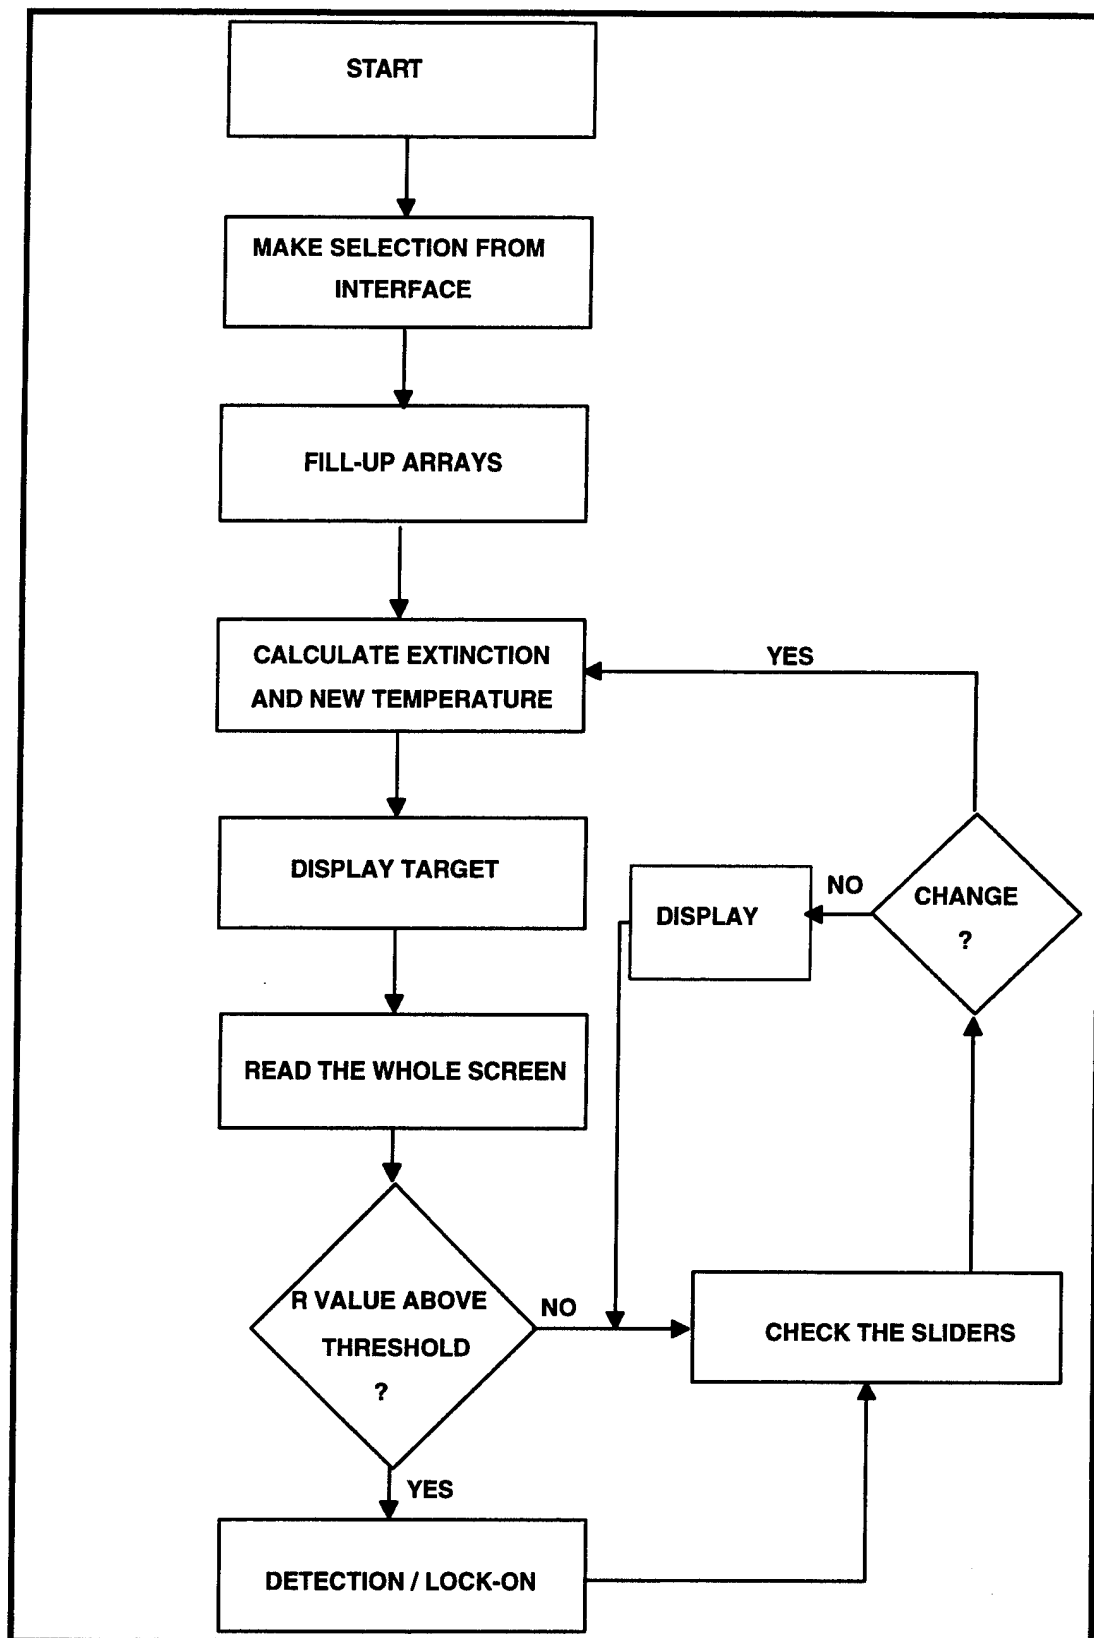 START
MAKE SELECTION FROM
INTERFACE
FILL-UP ARRAYS
CALCULATE EXTINCTION
AND NEW TEMPERATURE
YES
DISPLAY TARGET
DISPLAY
NO
CHANGE
?
READ THE WHOLE SCREEN
R VALUE ABOVE
THRESHOLD
?
NO
CHECK THE SLIDERS
YES
DETECTION / LOCK-ON